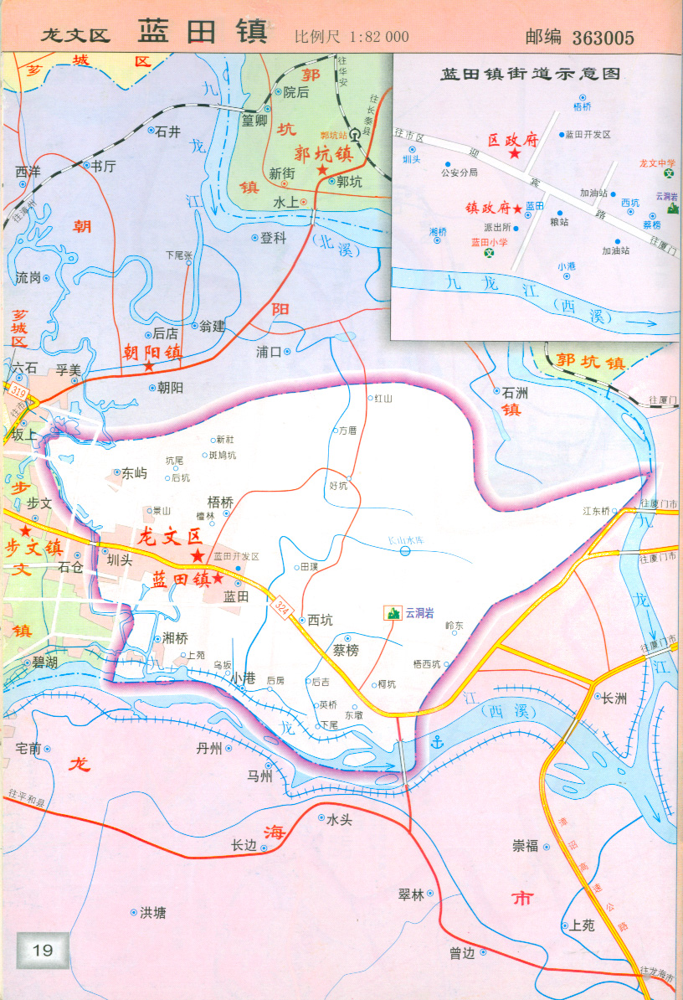 龙文区 蓝田镇 比例尺 1:82 000 邮编 363005
芗城区
九龙江
郭坑镇
往华安
往长泰县
院后
篁卿
石井
郭坑站
郭坑镇
郭坑
新街
水上
书厅
西洋
往漳州
朝阳镇
登科
(北溪)
下尾张
流岗
芗城区
后店
翁建
朝阳镇
浦口
六石
孚美
朝阳
319
往市区
坂上
石洲
郭坑镇
往厦门
蓝田镇街道示意图
梧桥
往市区
区政府
蓝田开发区
圳头
迎宾路
公安分局
龙文中学
文
加油站
云洞岩
镇政府
蓝田
西坑
粮站
蔡榜
湘桥
派出所
蓝田小学
文
加油站
往厦门
小港
九龙江(西溪)
红山
方厝
新社
坑尾
斑鸠坑
东屿
后坑
好坑
步文镇
步文
景山
梧桥
檀林
江东桥
往厦门市
九龙江
步文镇
龙文区
长山水库
圳头
蓝田开发区
往厦门市
石仓
田璞
蓝田镇
蓝田
324
西坑
云洞岩
岭东
湘桥
蔡榜
往厦门市
碧湖
上苑
乌坂
梧西坑
小港
后房
后吉
柯坑
长洲
英桥
东墩
江(西溪)
龙
下尾
宅前
丹州
马州
龙海市
往平和县
水头
长边
崇福
漳诏高速公路
翠林
洪塘
上苑
曾边
往龙海市
19